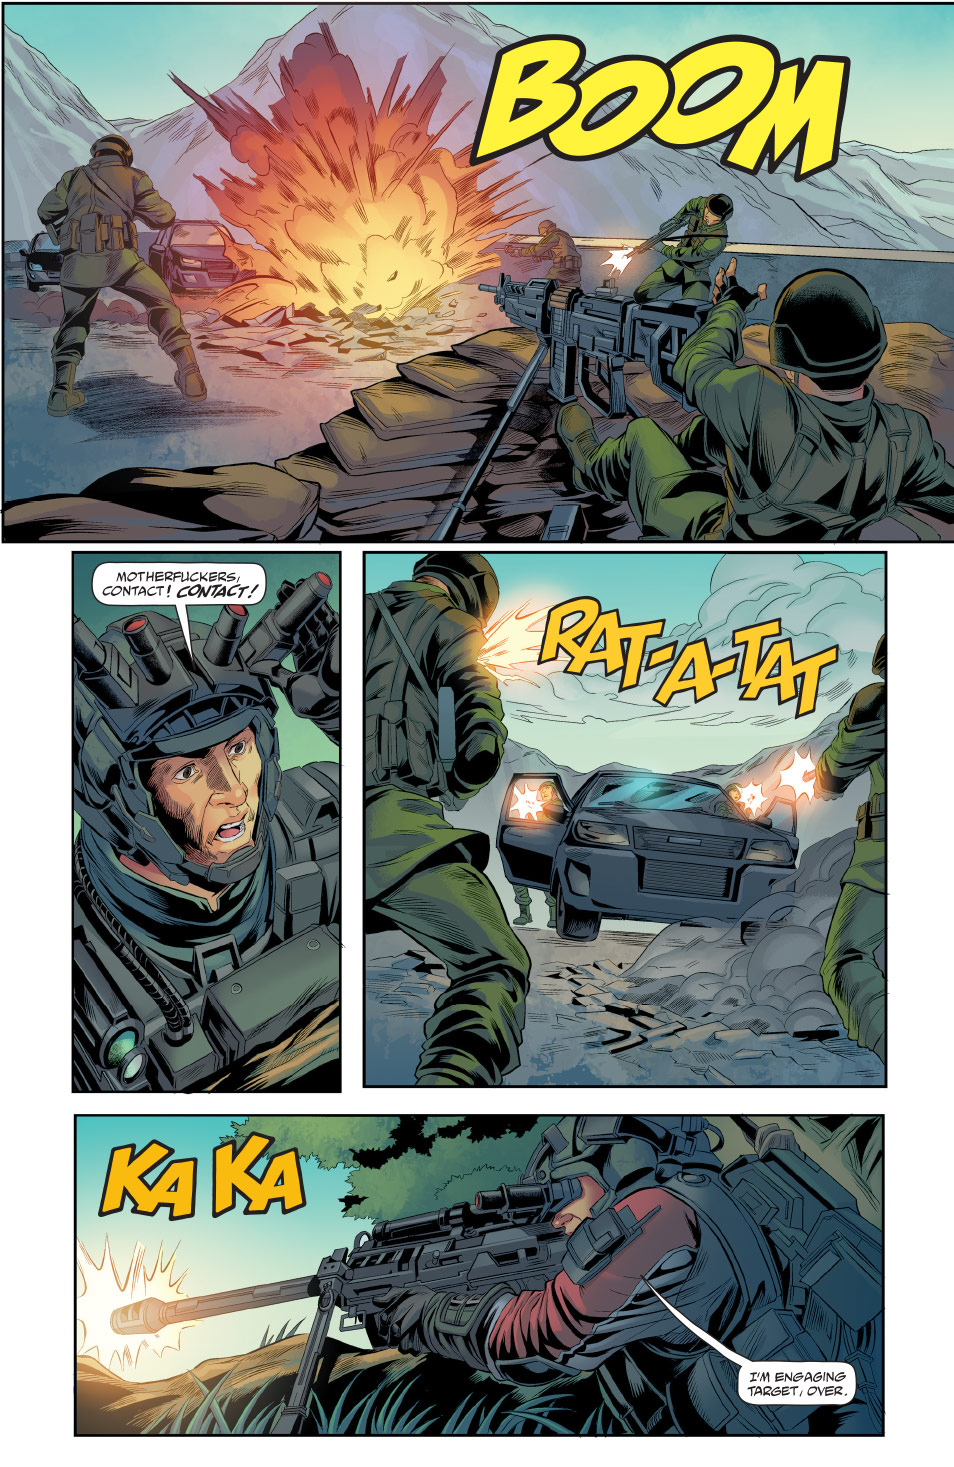 BOOM
MOTHERFUCKERS,
CONTACT! CONTACT!
RAT-A-TAT
KA KA
I'M ENGAGING
TARGET, OVER.